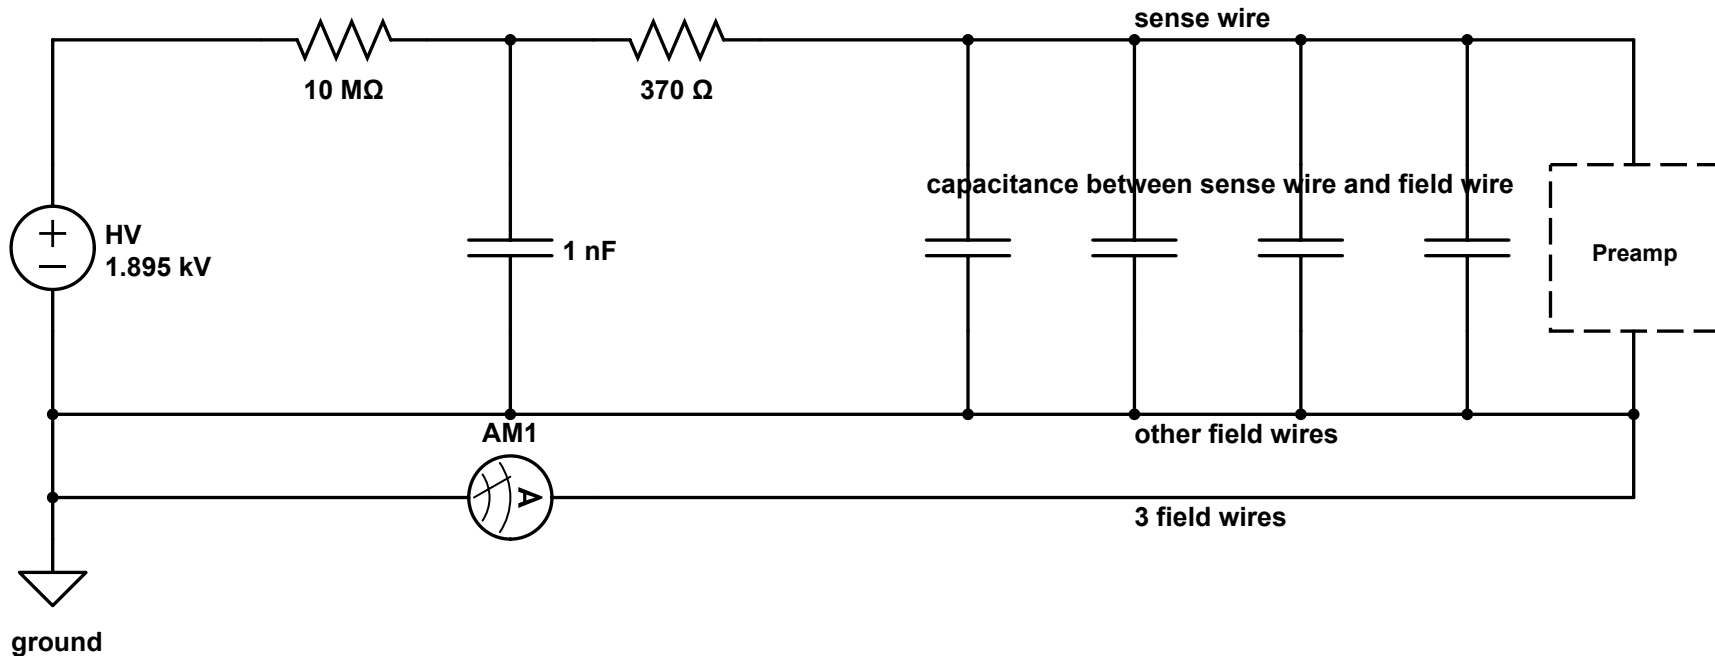 sense wire
10 MΩ
370 Ω
capacitance between sense wire and field wire
HV
1.895 kV
1 nF
Preamp
AM1
other field wires
A
3 field wires
ground